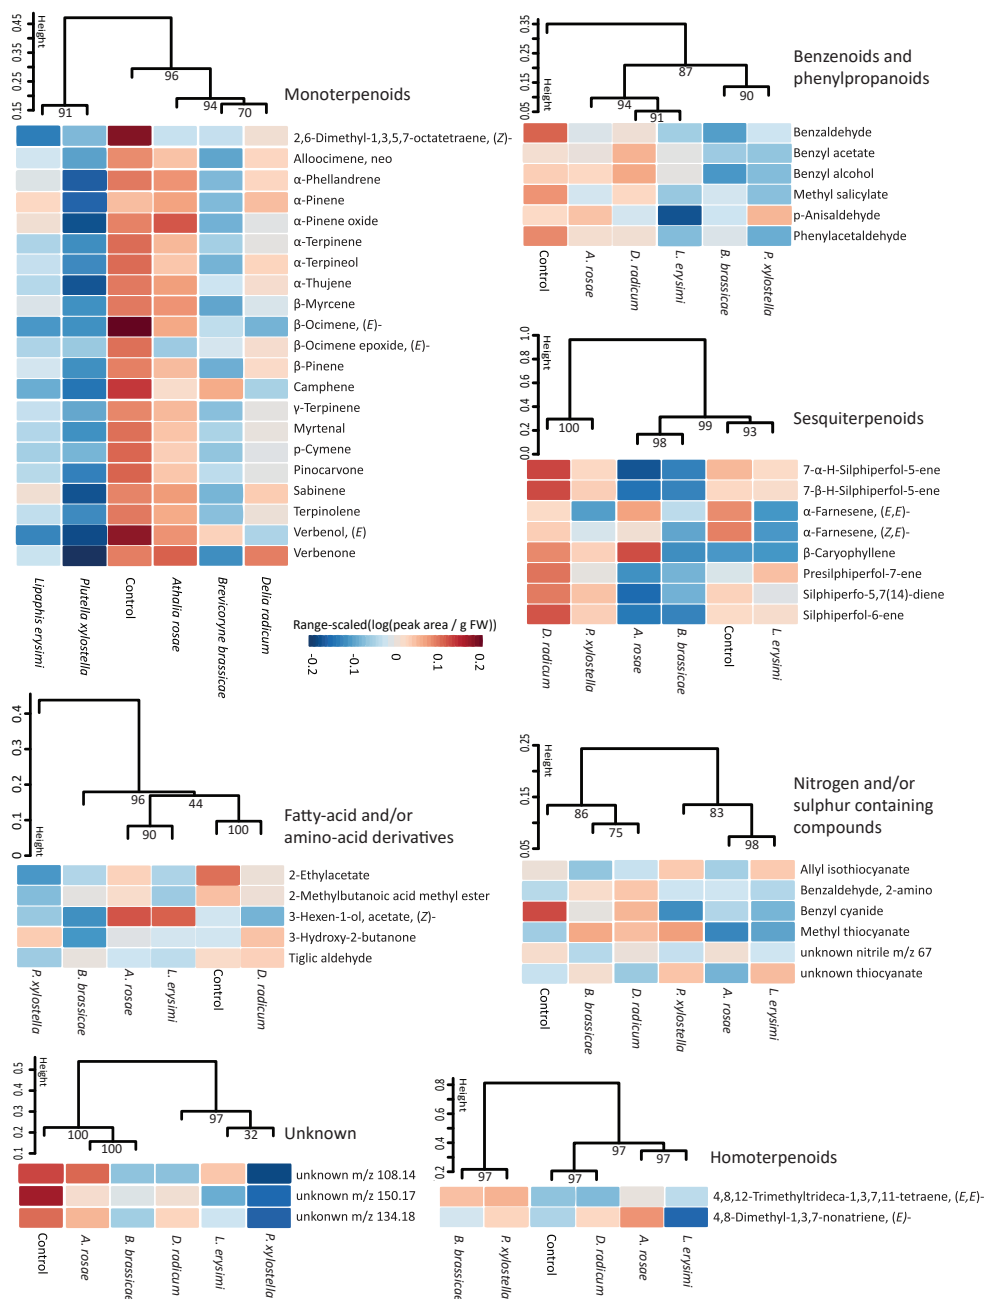 0.45
0.35
0.25
0.15
Height
96
91
94
70
Monoterpenoids
2,6-Dimethyl-1,3,5,7-octatetraene, (Z)-
Alloocimene, neo
α-Phellandrene
α-Pinene
α-Pinene oxide
α-Terpinene
α-Terpineol
α-Thujene
β-Myrcene
β-Ocimene, (E)-
β-Ocimene epoxide, (E)-
β-Pinene
Camphene
γ-Terpinene
Myrtenal
p-Cymene
Pinocarvone
Sabinene
Terpinolene
Verbenol, (E)
Verbenone
Lipaphis erysimi
Plutella xylostella
Control
Athalia rosae
Brevicoryne brassicae
Delia radicum
Range-scaled(log(peak area / g FW))
-0.2
-0.1
0
0.1
0.2
0.35
0.25
0.15
0.05
Height
87
94
90
91
Benzenoids and
phenylpropanoids
Benzaldehyde
Benzyl acetate
Benzyl alcohol
Methyl salicylate
p-Anisaldehyde
Phenylacetaldehyde
Control
A. rosae
D. radicum
L. erysimi
B. brassicae
P. xylostella
1.0
0.8
0.6
0.4
0.2
0.0
Height
100
99
98
93
Sesquiterpenoids
7-α-H-Silphiperfol-5-ene
7-β-H-Silphiperfol-5-ene
α-Farnesene, (E,E)-
α-Farnesene, (Z,E)-
β-Caryophyllene
Presilphiperfol-7-ene
Silphiperfo-5,7(14)-diene
Silphiperfol-6-ene
D. radicum
P. xylostella
A. rosae
B. brassicae
Control
L. erysimi
0.4
0.3
0.2
0.1
0
Height
96
44
90
100
Fatty-acid and/or
amino-acid derivatives
2-Ethylacetate
2-Methylbutanoic acid methyl ester
3-Hexen-1-ol, acetate, (Z)-
3-Hydroxy-2-butanone
Tiglic aldehyde
P. xylostella
B. brassicae
A. rosae
L. erysimi
Control
D. radicum
0.25
0.15
0.05
Height
86
75
83
98
Nitrogen and/or
sulphur containing
compounds
Allyl isothiocyanate
Benzaldehyde, 2-amino
Benzyl cyanide
Methyl thiocyanate
unknown nitrile m/z 67
unknown thiocyanate
Control
B. brassicae
D. radicum
P. xylostella
A. rosae
L. erysimi
0.5
0.4
0.3
0.2
0.1
Height
100
100
97
32
Unknown
unknown m/z 108.14
unknown m/z 150.17
unkonwn m/z 134.18
Control
A. rosae
B. brassicae
D. radicum
L. erysimi
P. xylostella
0.8
0.6
0.4
0.2
Height
97
97
97
97
Homoterpenoids
4,8,12-Trimethyltrideca-1,3,7,11-tetraene, (E,E)-
4,8-Dimethyl-1,3,7-nonatriene, (E)-
B. brassicae
P. xylostella
Control
D. radicum
A. rosae
L. erysimi